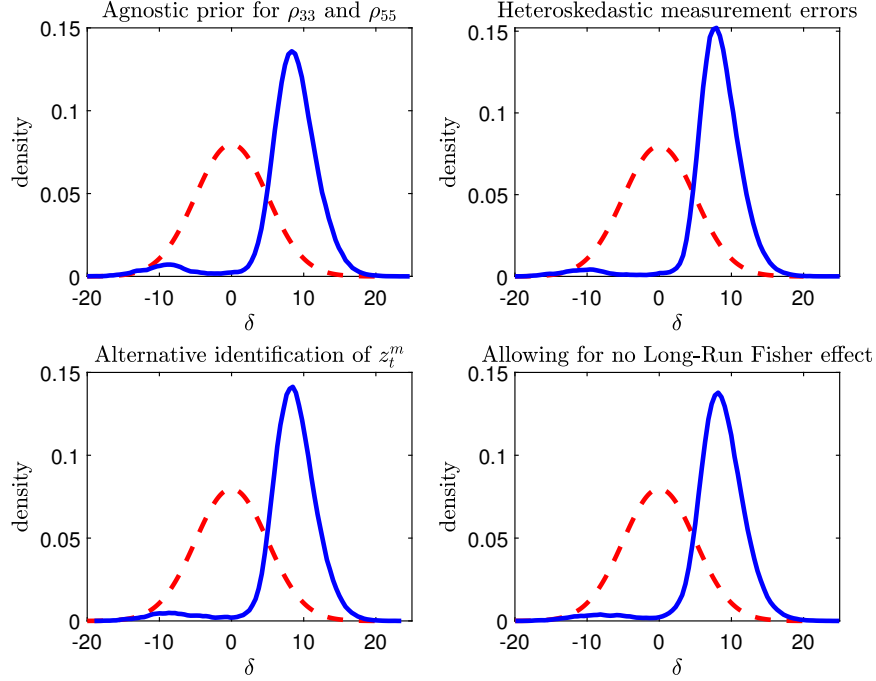 Agnostic prior for ρ₃₃ and ρ₅₅
0.15
0.1
0.05
0
density
-20 -10 0 10 20
δ
Heteroskedastic measurement errors
0.15
0.1
0.05
0
density
-20 -10 0 10 20
δ
Alternative identification of zₜᵐ
0.15
0.1
0.05
0
density
-20 -10 0 10 20
δ
Allowing for no Long-Run Fisher effect
0.15
0.1
0.05
0
density
-20 -10 0 10 20
δ